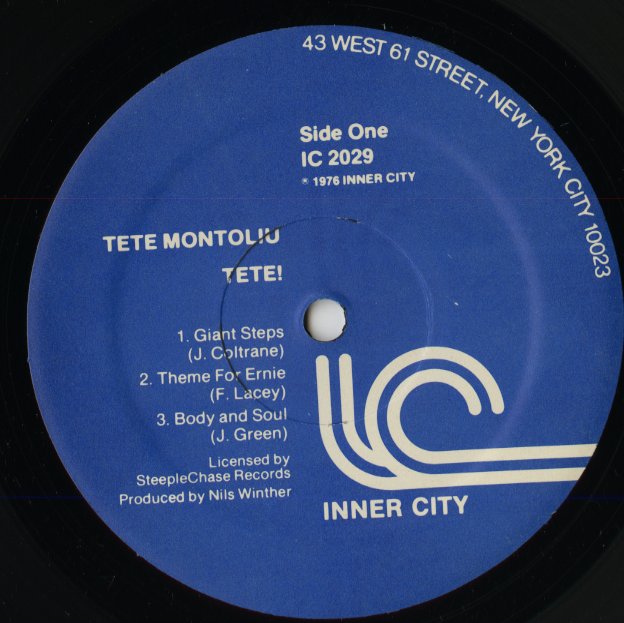 43 WEST 61 STREET, NEW YORK CITY 10023
Side One
IC 2029
℗ 1976 INNER CITY
TETE MONTOLIU
TETE!
1. Giant Steps
(J. Coltrane)
2. Theme For Ernie
(F. Lacey)
3. Body and Soul
(J. Green)
Licensed by
SteepleChase Records
Produced by Nils Winther
INNER CITY